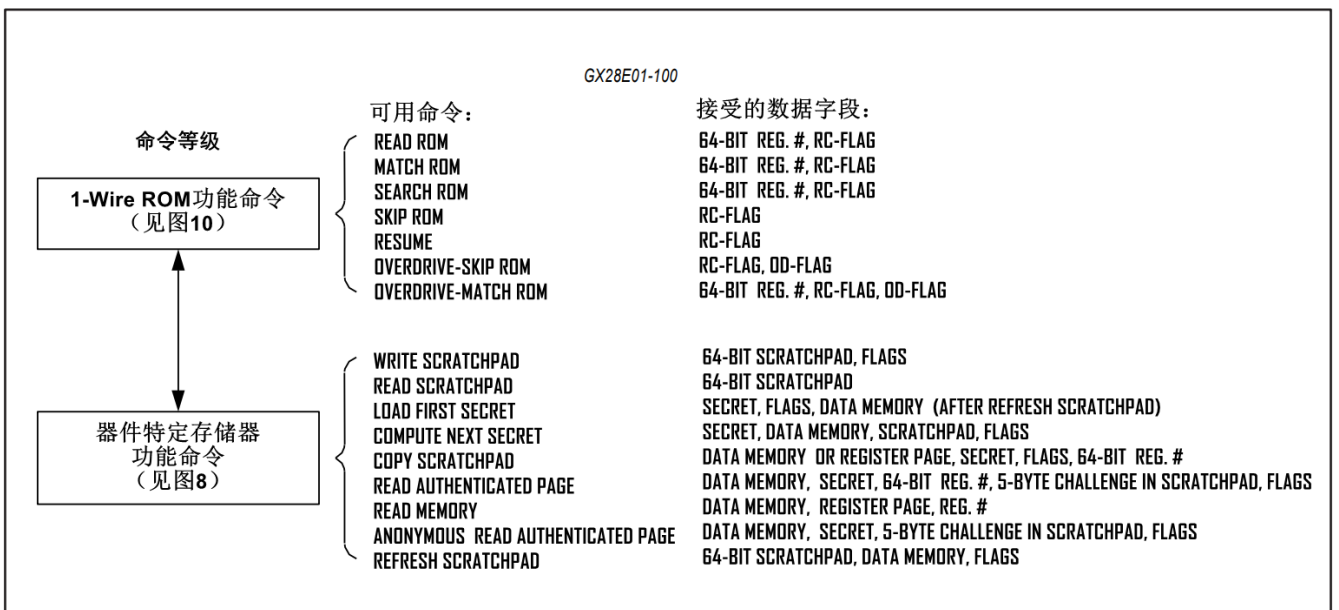 GX28E01-100
可用命令： 接受的数据字段：
命令等级
READ ROM 64-BIT REG. #, RC-FLAG
MATCH ROM 64-BIT REG. #, RC-FLAG
SEARCH ROM 64-BIT REG. #, RC-FLAG
1-Wire ROM功能命令
（见图10）
SKIP ROM RC-FLAG
RESUME RC-FLAG
OVERDRIVE-SKIP ROM RC-FLAG, OD-FLAG
OVERDRIVE-MATCH ROM 64-BIT REG. #, RC-FLAG, OD-FLAG
WRITE SCRATCHPAD 64-BIT SCRATCHPAD, FLAGS
READ SCRATCHPAD 64-BIT SCRATCHPAD
LOAD FIRST SECRET SECRET, FLAGS, DATA MEMORY (AFTER REFRESH SCRATCHPAD)
器件特定存储器
功能命令
（见图8）
COMPUTE NEXT SECRET SECRET, DATA MEMORY, SCRATCHPAD, FLAGS
COPY SCRATCHPAD DATA MEMORY OR REGISTER PAGE, SECRET, FLAGS, 64-BIT REG. #
READ AUTHENTICATED PAGE DATA MEMORY, SECRET, 64-BIT REG. #, 5-BYTE CHALLENGE IN SCRATCHPAD, FLAGS
READ MEMORY DATA MEMORY, REGISTER PAGE, REG. #
ANONYMOUS READ AUTHENTICATED PAGE DATA MEMORY, SECRET, 5-BYTE CHALLENGE IN SCRATCHPAD, FLAGS
REFRESH SCRATCHPAD 64-BIT SCRATCHPAD, DATA MEMORY, FLAGS